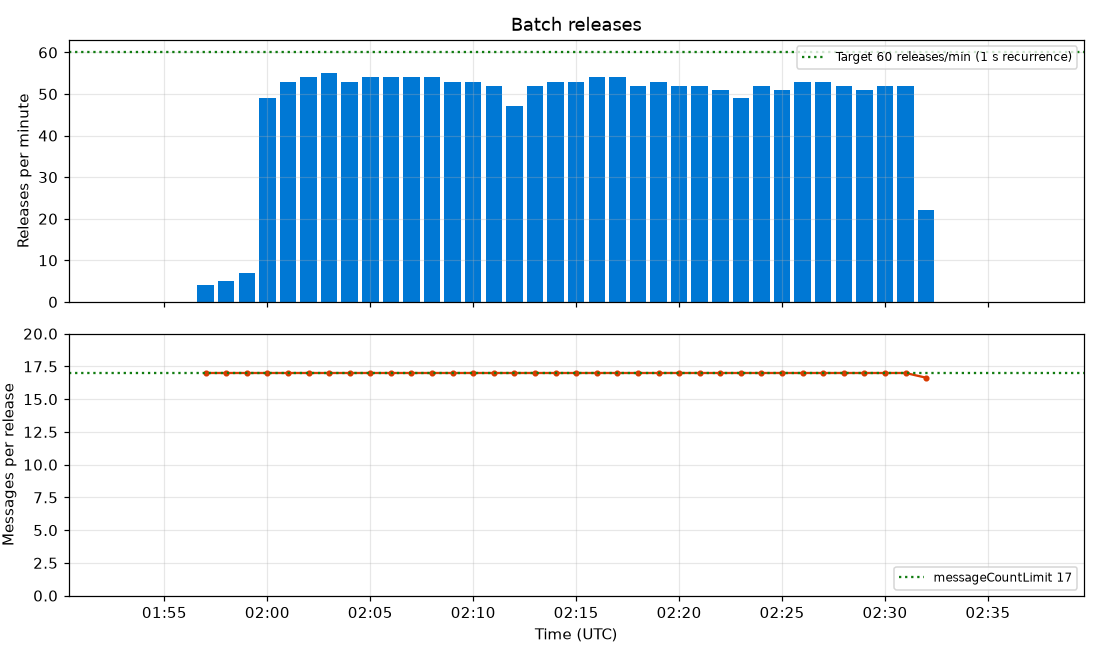 Batch releases
Releases per minute
60
50
40
30
20
10
0
Target 60 releases/min (1 s recurrence)
Messages per release
20.0
17.5
15.0
12.5
10.0
7.5
5.0
2.5
0.0
messageCountLimit 17
01:55 02:00 02:05 02:10 02:15 02:20 02:25 02:30 02:35
Time (UTC)